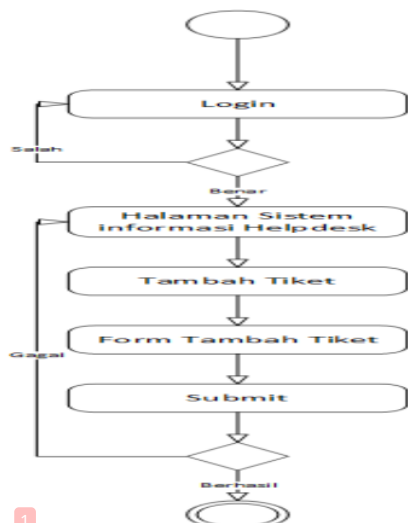 Login
Salah
Benar
Halaman Sistem
informasi Helpdesk
Tambah Tiket
Form Tambah Tiket
Gagal
Submit
Berhasil
1